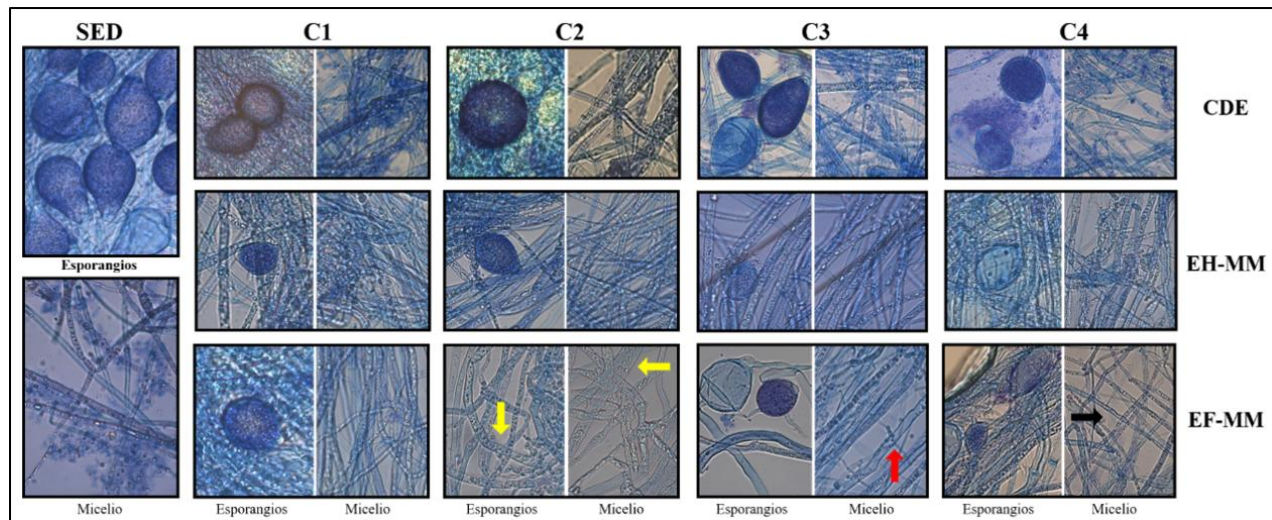 SED C1 C2 C3 C4
CDE
Esporangios
EH-MM
EF-MM
Micelio Esporangios Micelio Esporangios Micelio Esporangios Micelio Esporangios Micelio